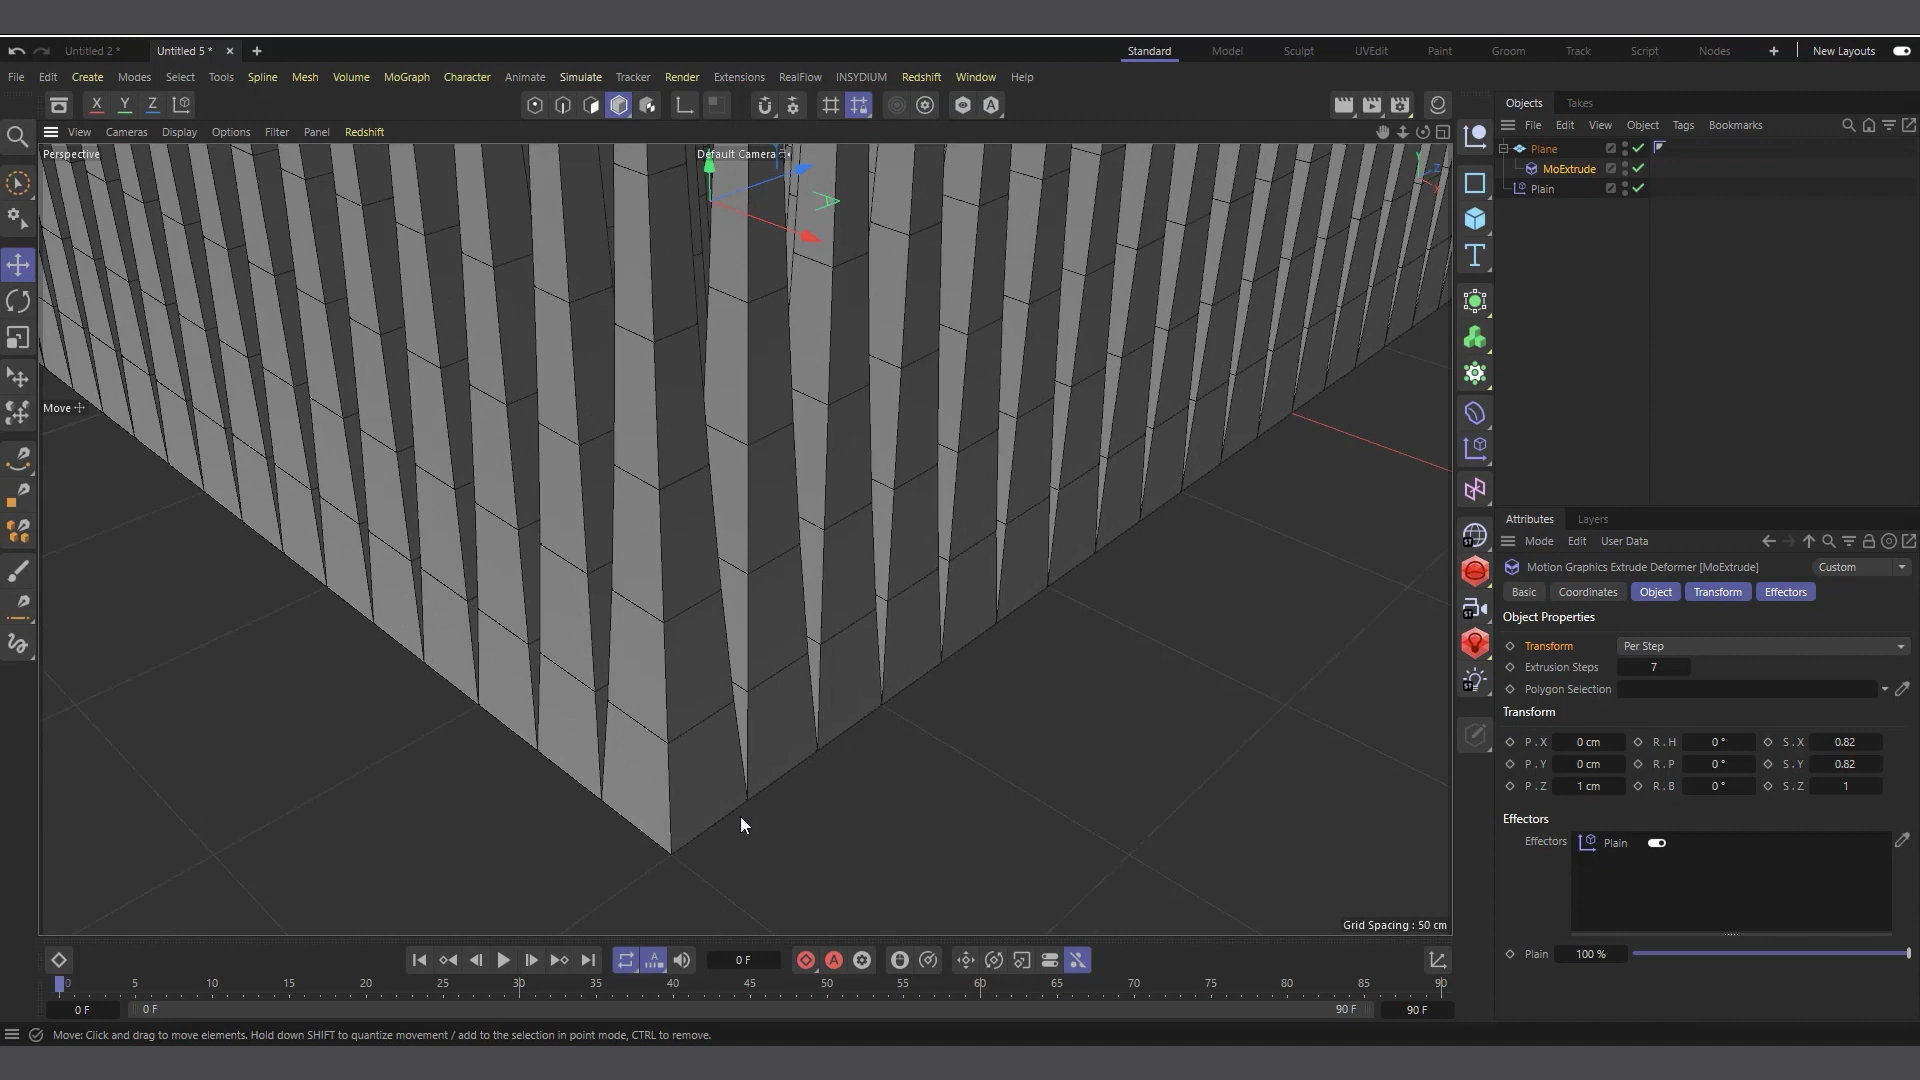 Untitled 2 *
Untitled 5 *
Standard Model Sculpt UVEdit Paint Groom Track Script Nodes New Layouts
File Edit Create Modes Select Tools Spline Mesh Volume MoGraph Character Animate Simulate Tracker Render Extensions RealFlow INSYDIUM Redshift Window Help
X Y Z
Objects Takes
File Edit View Object Tags Bookmarks
View Cameras Display Options Filter Panel Redshift
Perspective
Default Camera
Plane
MoExtrude
Plain
Move
Attributes Layers
Mode Edit User Data
Motion Graphics Extrude Deformer [MoExtrude]
Custom
Basic Coordinates Object Transform Effectors
Object Properties
Transform Per Step
Extrusion Steps 7
Polygon Selection
Transform
P . X 0 cm R . H 0 ° S . X 0.82
P . Y 0 cm R . P 0 ° S . Y 0.82
P . Z 1 cm R . B 0 ° S . Z 1
Effectors
Effectors Plain
Plain 100 %
Grid Spacing : 50 cm
0 F
0 5 10 15 20 25 30 35 40 45 50 55 60 65 70 75 80 85 90
0 F 0 F 90 F 90 F
Move: Click and drag to move elements. Hold down SHIFT to quantize movement / add to the selection in point mode, CTRL to remove.